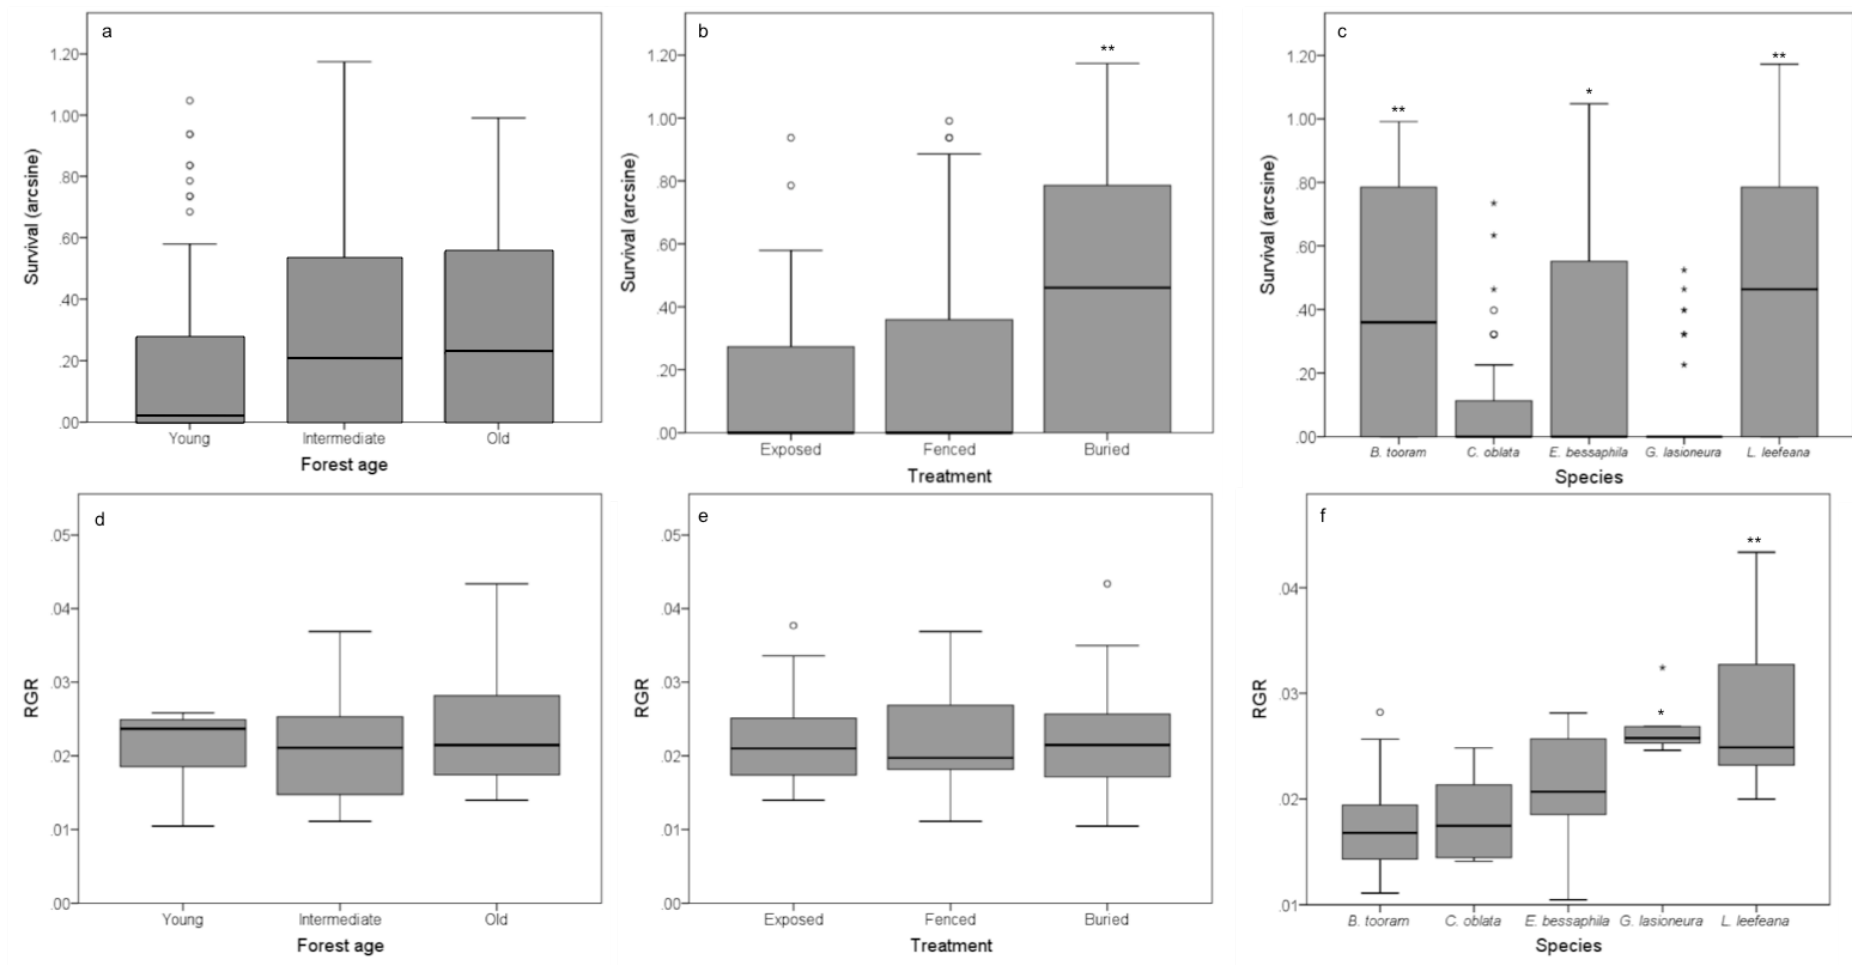 a
1.20
1.00
.80
.60
.40
.20
.00
Survival (arcsine)
Young Intermediate Old
Forest age
b
**
1.20
1.00
.80
.60
.40
.20
.00
Survival (arcsine)
Exposed Fenced Buried
Treatment
c
** * **
1.20
1.00
.80
.60
.40
.20
.00
Survival (arcsine)
B. tooram C. oblata E. bessaphila G. lasioneura L. leefeana
Species
d
.05
.04
.03
.02
.01
.00
RGR
Young Intermediate Old
Forest age
e
.05
.04
.03
.02
.01
.00
RGR
Exposed Fenced Buried
Treatment
f
* **
.04
.03
.02
.01
RGR
B. tooram C. oblata E. bessaphila G. lasioneura L. leefeana
Species